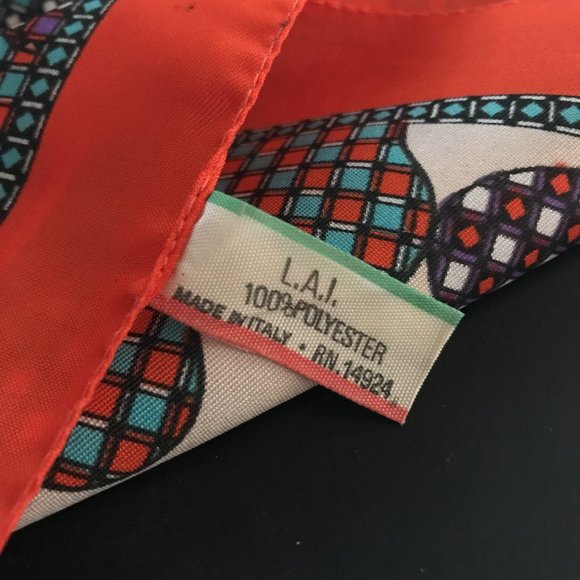 L.A.I.
100%POLYESTER
MADE IN ITALY • RN.14924